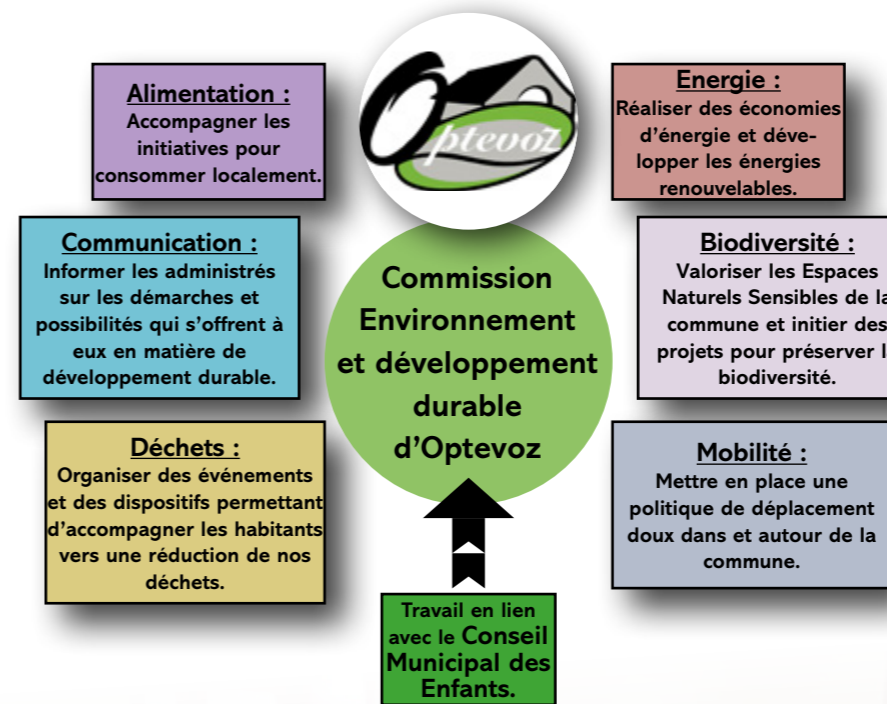 Optevoz
Alimentation :
Accompagner les
initiatives pour
consommer localement.
Communication :
Informer les administrés
sur les démarches et
possibilités qui s'offrent à
eux en matière de
développement durable.
Déchets :
Organiser des événements
et des dispositifs permettant
d'accompagner les habitants
vers une réduction de nos
déchets.
Commission
Environnement
et développement
durable
d'Optevoz
Travail en lien
avec le Conseil
Municipal des
Enfants.
Energie :
Réaliser des économies
d'énergie et déve-
lopper les énergies
renouvelables.
Biodiversité :
Valoriser les Espaces
Naturels Sensibles de la
commune et initier des
projets pour préserver l
biodiversité.
Mobilité :
Mettre en place une
politique de déplacement
doux dans et autour de la
commune.